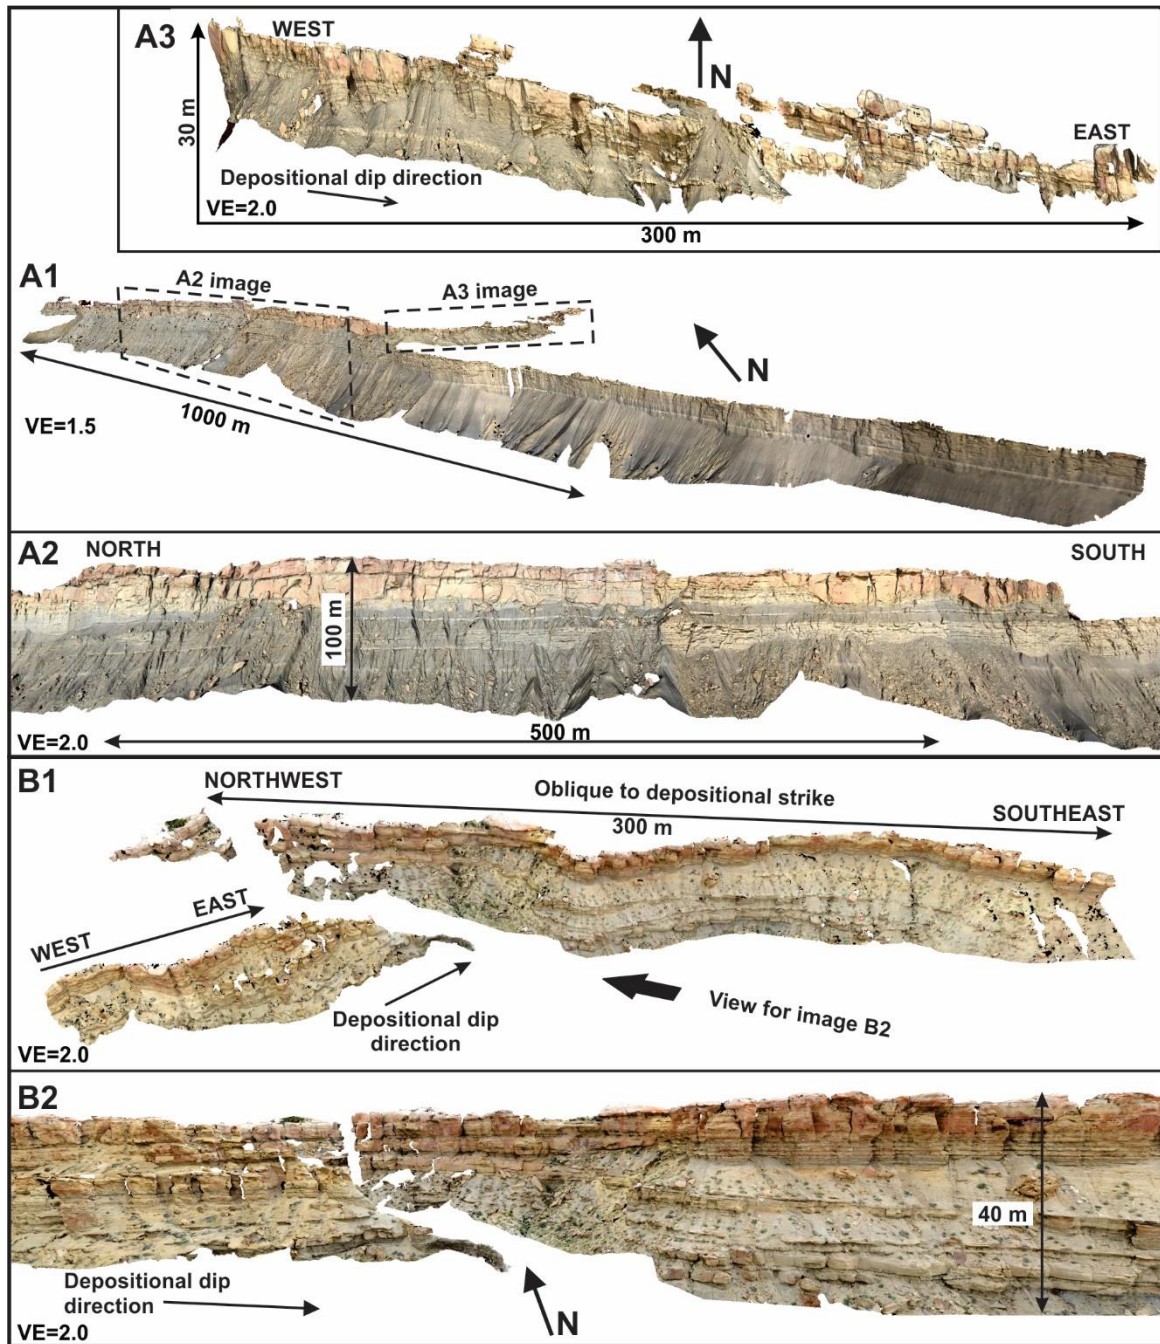 A3
WEST
N
30 m
EAST
Depositional dip direction
VE=2.0
300 m
A1
A2 image
A3 image
N
1000 m
VE=1.5
A2
NORTH
SOUTH
100 m
500 m
VE=2.0
B1
NORTHWEST
Oblique to depositional strike
300 m
SOUTHEAST
WEST
EAST
Depositional dip
direction
View for image B2
VE=2.0
B2
40 m
Depositional dip
direction
N
VE=2.0